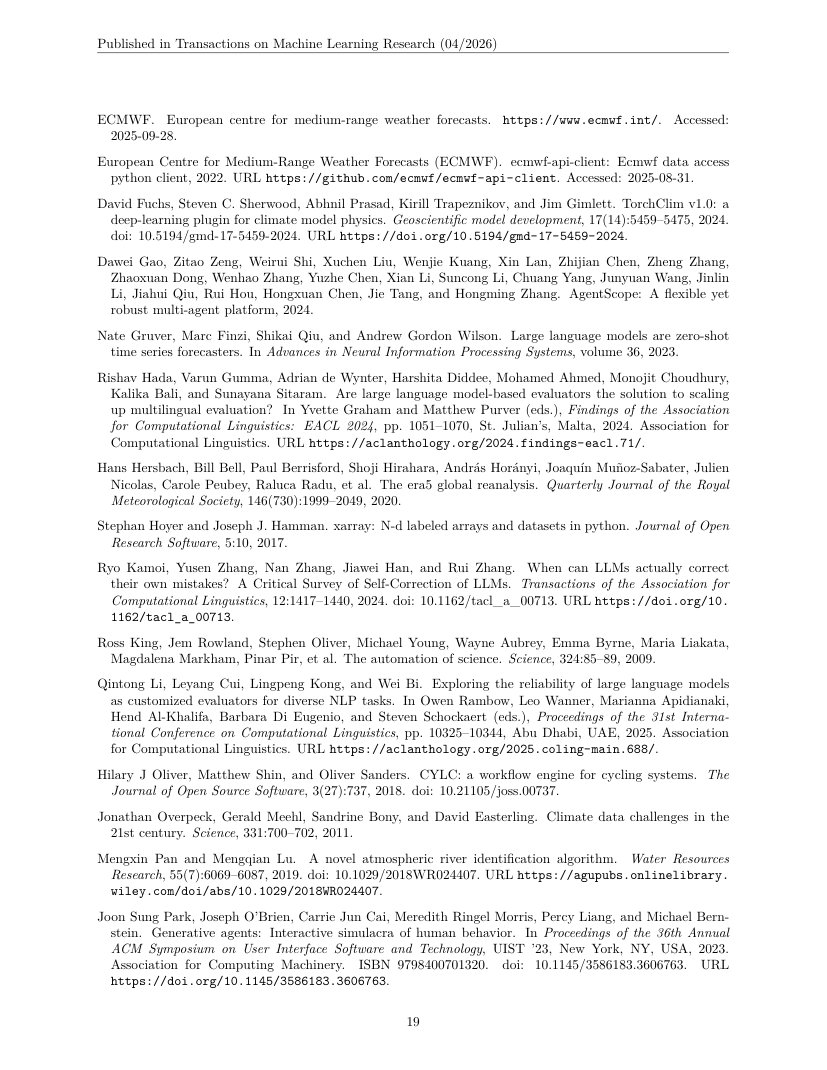 Published in Transactions on Machine Learning Research (04/2026)
ECMWF. European centre for medium-range weather forecasts. https://www.ecmwf.int/. Accessed:
2025-09-28.
European Centre for Medium-Range Weather Forecasts (ECMWF). ecmwf-api-client: Ecmwf data access
python client, 2022. URL https://github.com/ecmwf/ecmwf-api-client. Accessed: 2025-08-31.
David Fuchs, Steven C. Sherwood, Abhnil Prasad, Kirill Trapeznikov, and Jim Gimlett. TorchClim v1.0: a
deep-learning plugin for climate model physics. Geoscientific model development, 17(14):5459–5475, 2024.
doi: 10.5194/gmd-17-5459-2024. URL https://doi.org/10.5194/gmd-17-5459-2024.
Dawei Gao, Zitao Zeng, Weirui Shi, Xuchen Liu, Wenjie Kuang, Xin Lan, Zhijian Chen, Zheng Zhang,
Zhaoxuan Dong, Wenhao Zhang, Yuzhe Chen, Xian Li, Suncong Li, Chuang Yang, Junyuan Wang, Jinlin
Li, Jiahui Qiu, Rui Hou, Hongxuan Chen, Jie Tang, and Hongming Zhang. AgentScope: A flexible yet
robust multi-agent platform, 2024.
Nate Gruver, Marc Finzi, Shikai Qiu, and Andrew Gordon Wilson. Large language models are zero-shot
time series forecasters. In Advances in Neural Information Processing Systems, volume 36, 2023.
Rishav Hada, Varun Gumma, Adrian de Wynter, Harshita Diddee, Mohamed Ahmed, Monojit Choudhury,
Kalika Bali, and Sunayana Sitaram. Are large language model-based evaluators the solution to scaling
up multilingual evaluation? In Yvette Graham and Matthew Purver (eds.), Findings of the Association
for Computational Linguistics: EACL 2024, pp. 1051–1070, St. Julian's, Malta, 2024. Association for
Computational Linguistics. URL https://aclanthology.org/2024.findings-eacl.71/.
Hans Hersbach, Bill Bell, Paul Berrisford, Shoji Hirahara, András Horányi, Joaquín Muñoz-Sabater, Julien
Nicolas, Carole Peubey, Raluca Radu, et al. The era5 global reanalysis. Quarterly Journal of the Royal
Meteorological Society, 146(730):1999–2049, 2020.
Stephan Hoyer and Joseph J. Hamman. xarray: N-d labeled arrays and datasets in python. Journal of Open
Research Software, 5:10, 2017.
Ryo Kamoi, Yusen Zhang, Nan Zhang, Jiawei Han, and Rui Zhang. When can LLMs actually correct
their own mistakes? A Critical Survey of Self-Correction of LLMs. Transactions of the Association for
Computational Linguistics, 12:1417–1440, 2024. doi: 10.1162/tacl_a_00713. URL https://doi.org/10.
1162/tacl_a_00713.
Ross King, Jem Rowland, Stephen Oliver, Michael Young, Wayne Aubrey, Emma Byrne, Maria Liakata,
Magdalena Markham, Pinar Pir, et al. The automation of science. Science, 324:85–89, 2009.
Qintong Li, Leyang Cui, Lingpeng Kong, and Wei Bi. Exploring the reliability of large language models
as customized evaluators for diverse NLP tasks. In Owen Rambow, Leo Wanner, Marianna Apidianaki,
Hend Al-Khalifa, Barbara Di Eugenio, and Steven Schockaert (eds.), Proceedings of the 31st Interna-
tional Conference on Computational Linguistics, pp. 10325–10344, Abu Dhabi, UAE, 2025. Association
for Computational Linguistics. URL https://aclanthology.org/2025.coling-main.688/.
Hilary J Oliver, Matthew Shin, and Oliver Sanders. CYLC: a workflow engine for cycling systems. The
Journal of Open Source Software, 3(27):737, 2018. doi: 10.21105/joss.00737.
Jonathan Overpeck, Gerald Meehl, Sandrine Bony, and David Easterling. Climate data challenges in the
21st century. Science, 331:700–702, 2011.
Mengxin Pan and Mengqian Lu. A novel atmospheric river identification algorithm. Water Resources
Research, 55(7):6069–6087, 2019. doi: 10.1029/2018WR024407. URL https://agupubs.onlinelibrary.
wiley.com/doi/abs/10.1029/2018WR024407.
Joon Sung Park, Joseph O'Brien, Carrie Jun Cai, Meredith Ringel Morris, Percy Liang, and Michael Bern-
stein. Generative agents: Interactive simulacra of human behavior. In Proceedings of the 36th Annual
ACM Symposium on User Interface Software and Technology, UIST '23, New York, NY, USA, 2023.
Association for Computing Machinery. ISBN 9798400701320. doi: 10.1145/3586183.3606763. URL
https://doi.org/10.1145/3586183.3606763.
19